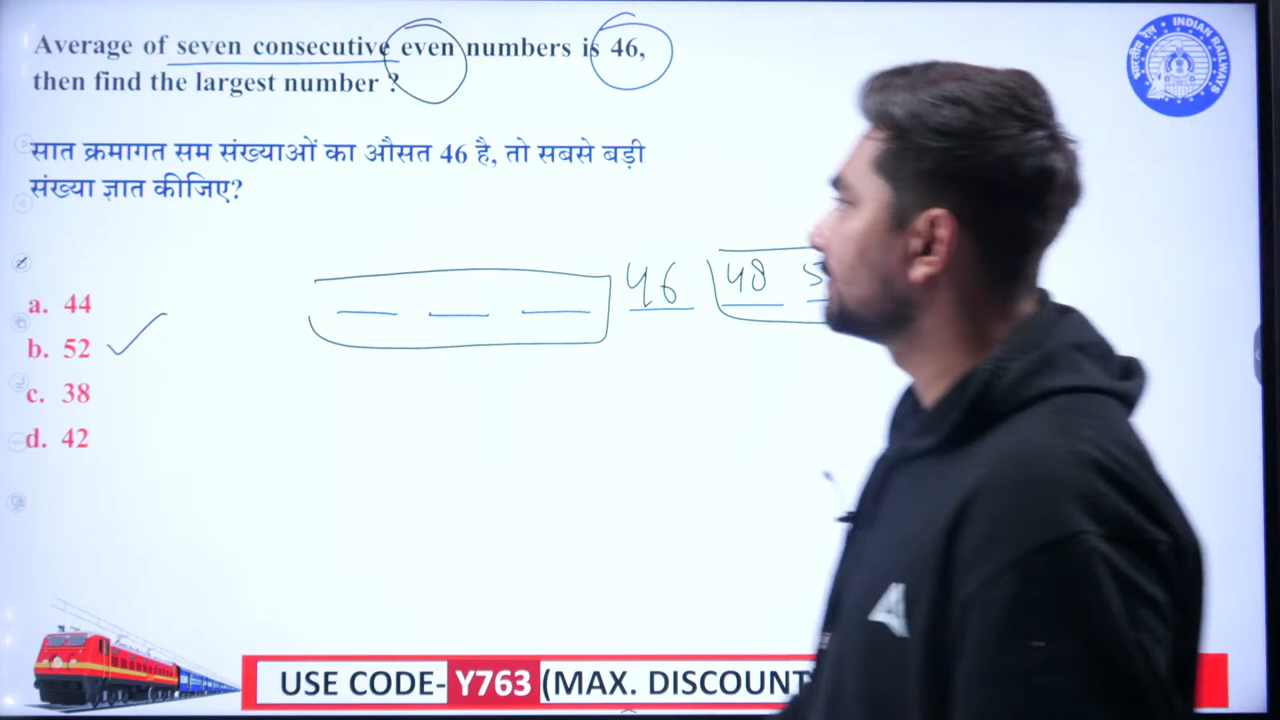 Average of seven consecutive even numbers is 46,
then find the largest number ?
सात क्रमागत सम संख्याओं का औसत 46 है, तो सबसे बड़ी
संख्या ज्ञात कीजिए?
46 48
a. 44
b. 52
c. 38
d. 42
भारतीय रेल INDIAN RAILWAYS
USE CODE- Y763 (MAX. DISCOUNT